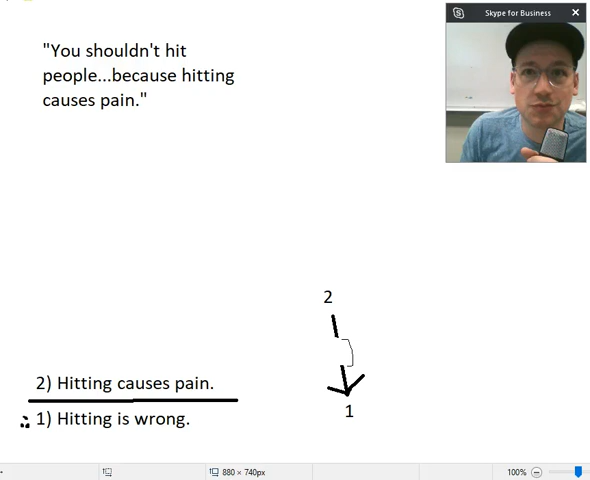 Skype for Business
"You shouldn't hit
people...because hitting
causes pain."
2
2) Hitting causes pain.
∴ 1) Hitting is wrong.
1
880 × 740px
100%